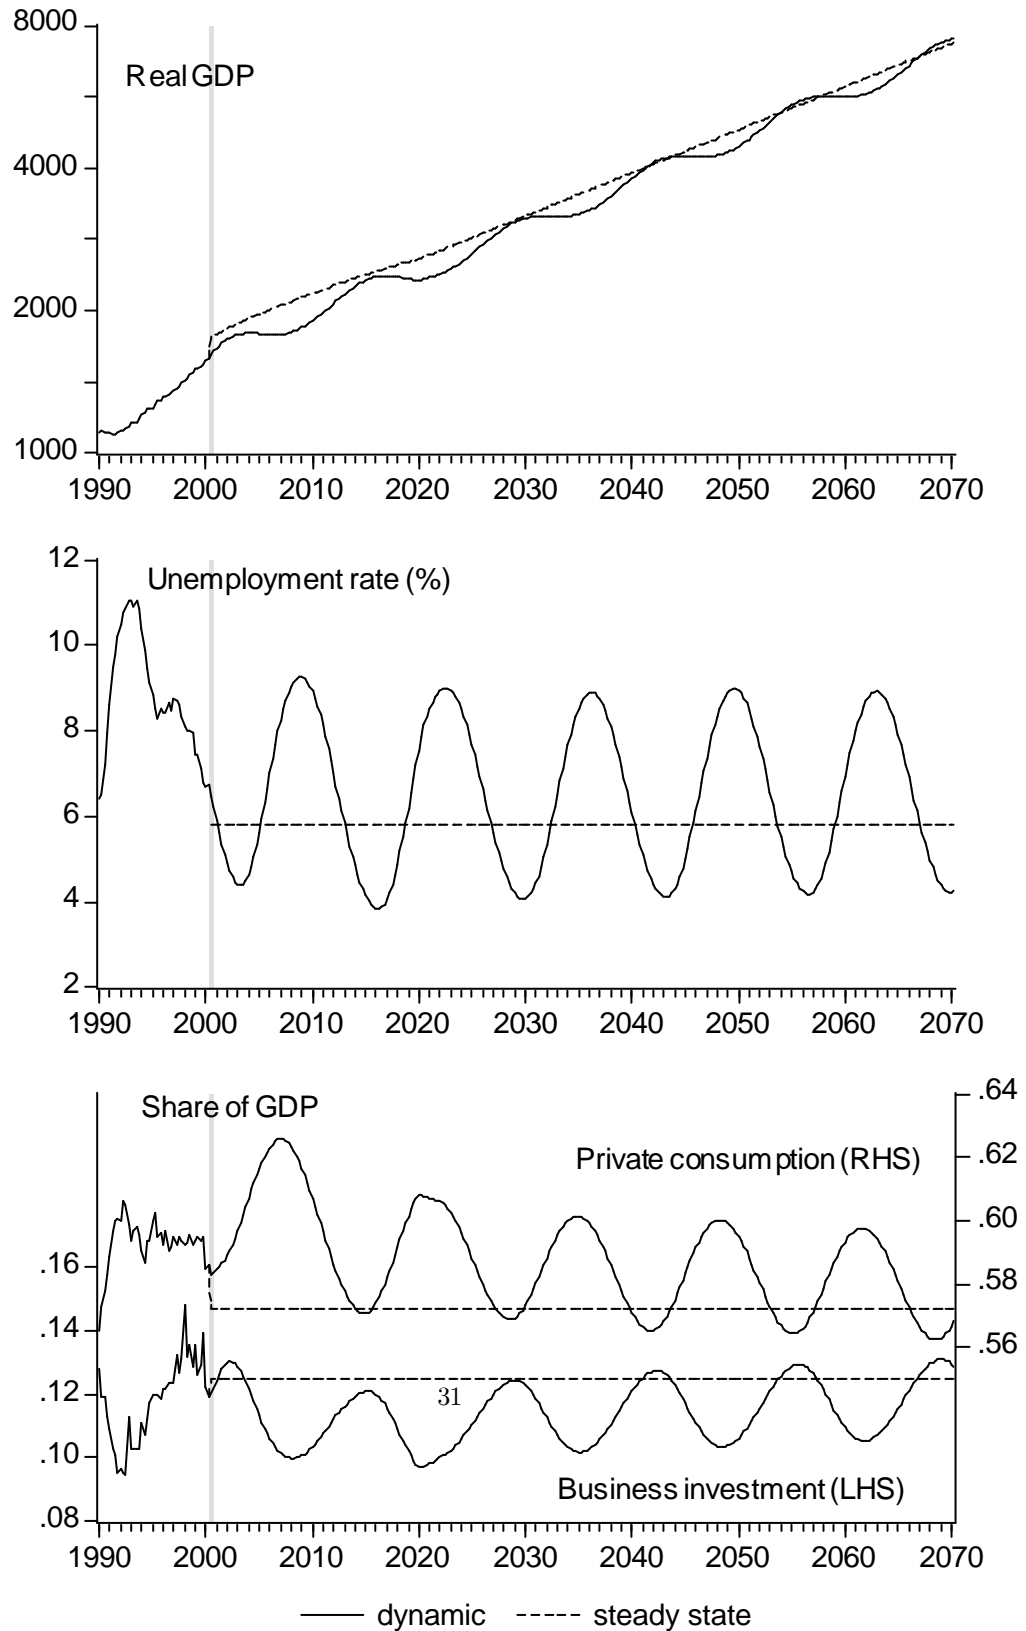 8000
Real GDP
4000
2000
1000
1990 2000 2010 2020 2030 2040 2050 2060 2070
12
Unemployment rate (%)
10
8
6
4
2
1990 2000 2010 2020 2030 2040 2050 2060 2070
.64
Share of GDP
Private consumption (RHS)
.62
.60
.16
.58
.14
.56
.12
31
.10
Business investment (LHS)
.08
1990 2000 2010 2020 2030 2040 2050 2060 2070
dynamic steady state